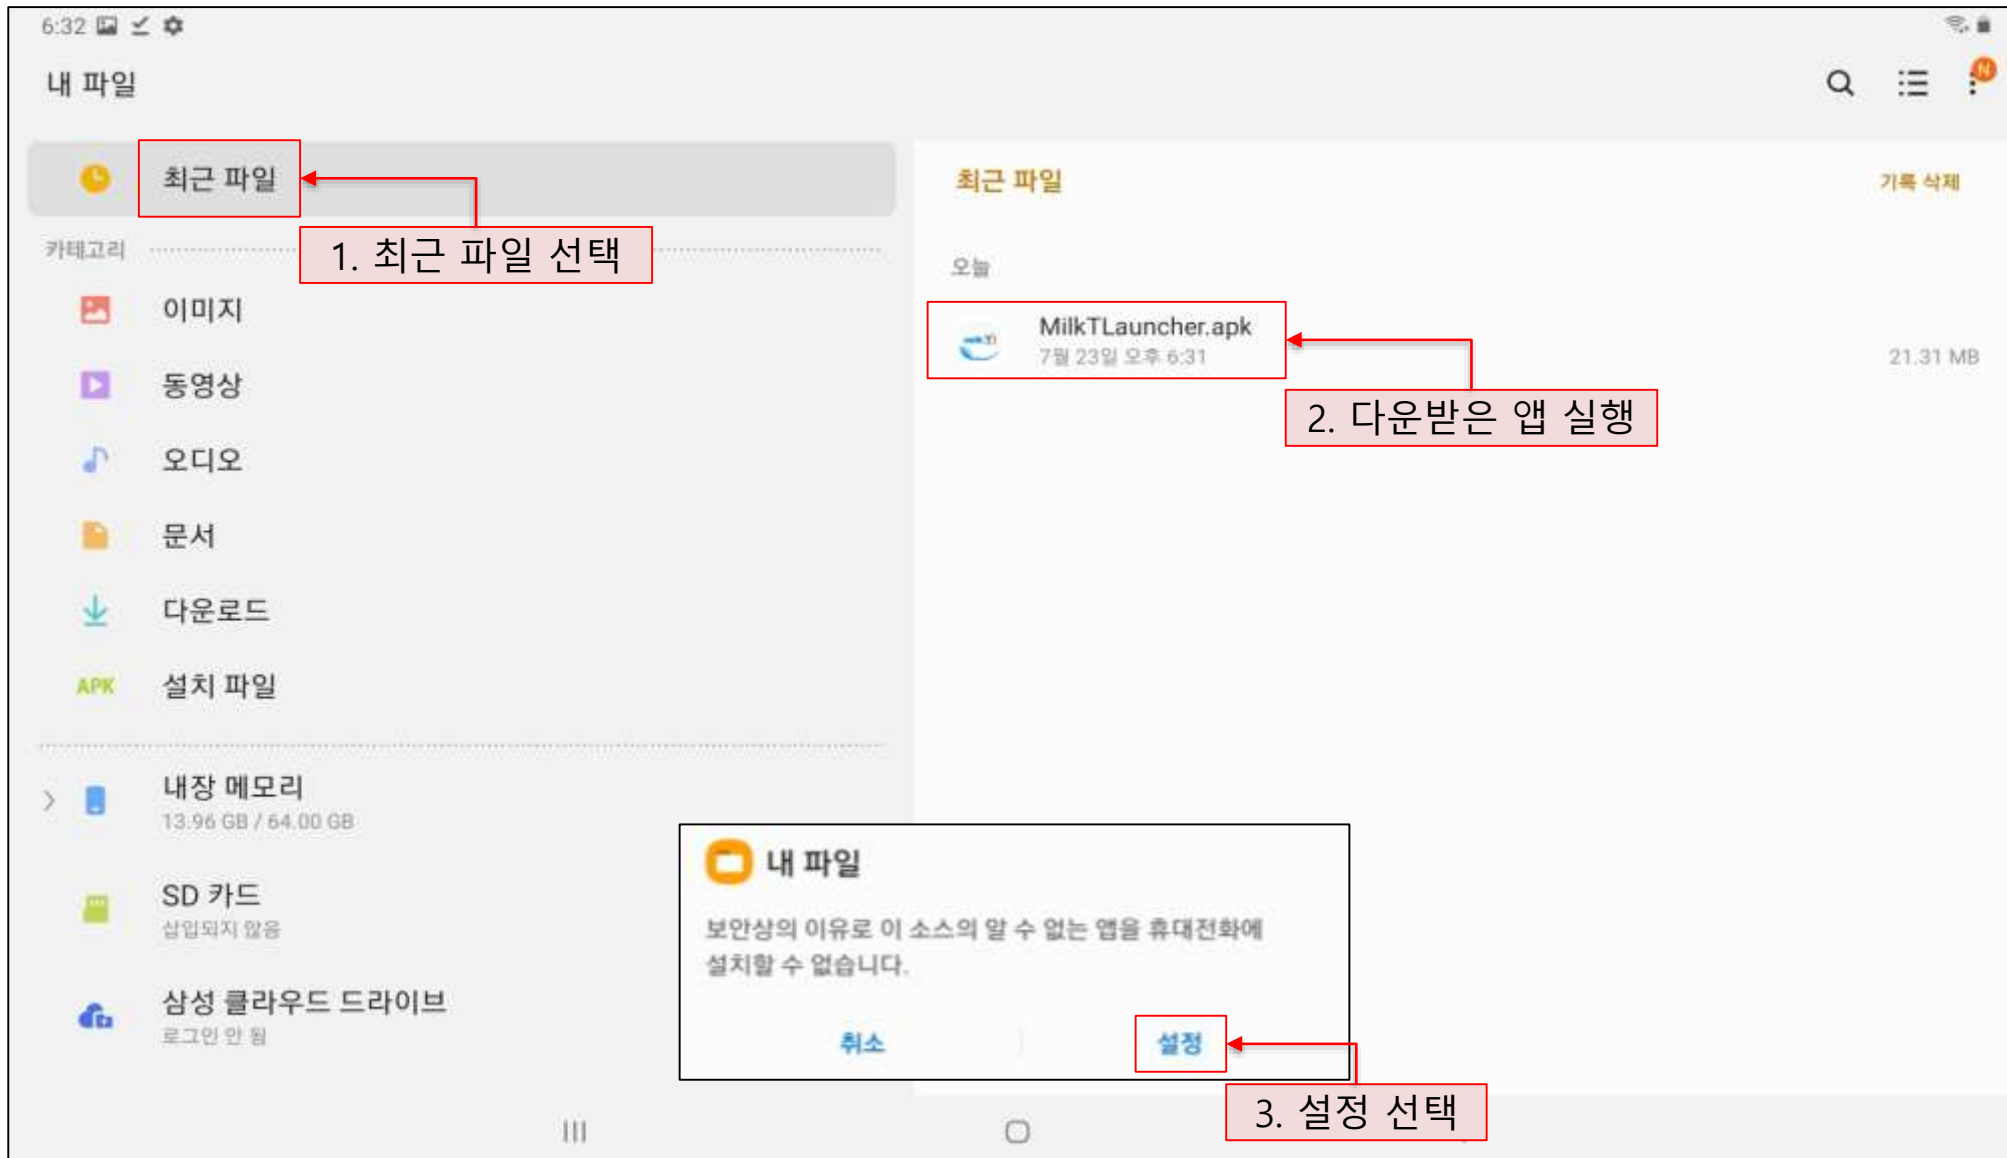 6:32
내 파일
최근 파일
1. 최근 파일 선택
카테고리
이미지
동영상
오디오
문서
다운로드
APK 설치 파일
내장 메모리
13.96 GB / 64.00 GB
SD 카드
삽입되지 않음
삼성 클라우드 드라이브
로그인 안 됨
N
최근 파일
기록 삭제
오늘
MilkTLauncher.apk
7월 23일 오후 6:31
21.31 MB
2. 다운받은 앱 실행
내 파일
보안상의 이유로 이 소스의 알 수 없는 앱을 휴대전화에
설치할 수 없습니다.
취소
설정
3. 설정 선택